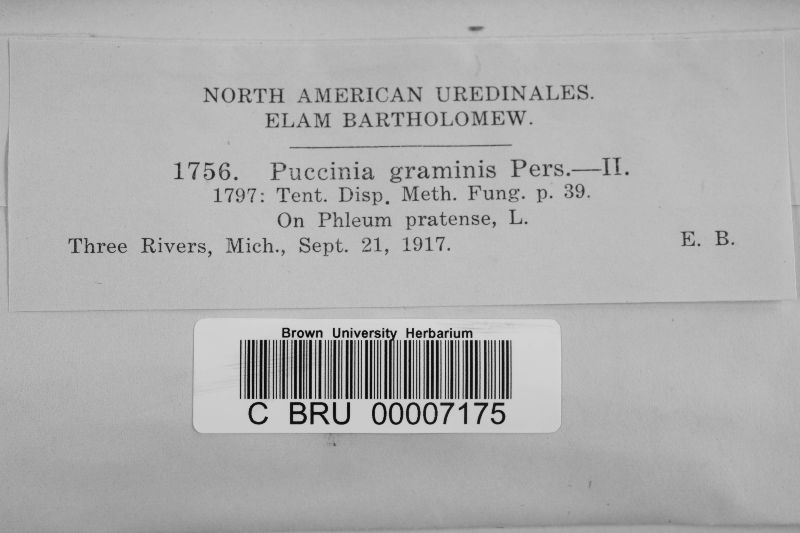 NORTH AMERICAN UREDINALES.
ELAM BARTHOLOMEW.
1756. Puccinia graminis Pers.—II.
1797: Tent. Disp. Meth. Fung. p. 39.
On Phleum pratense, L.
Three Rivers, Mich., Sept. 21, 1917. E. B.
Brown University Herbarium
C BRU 00007175